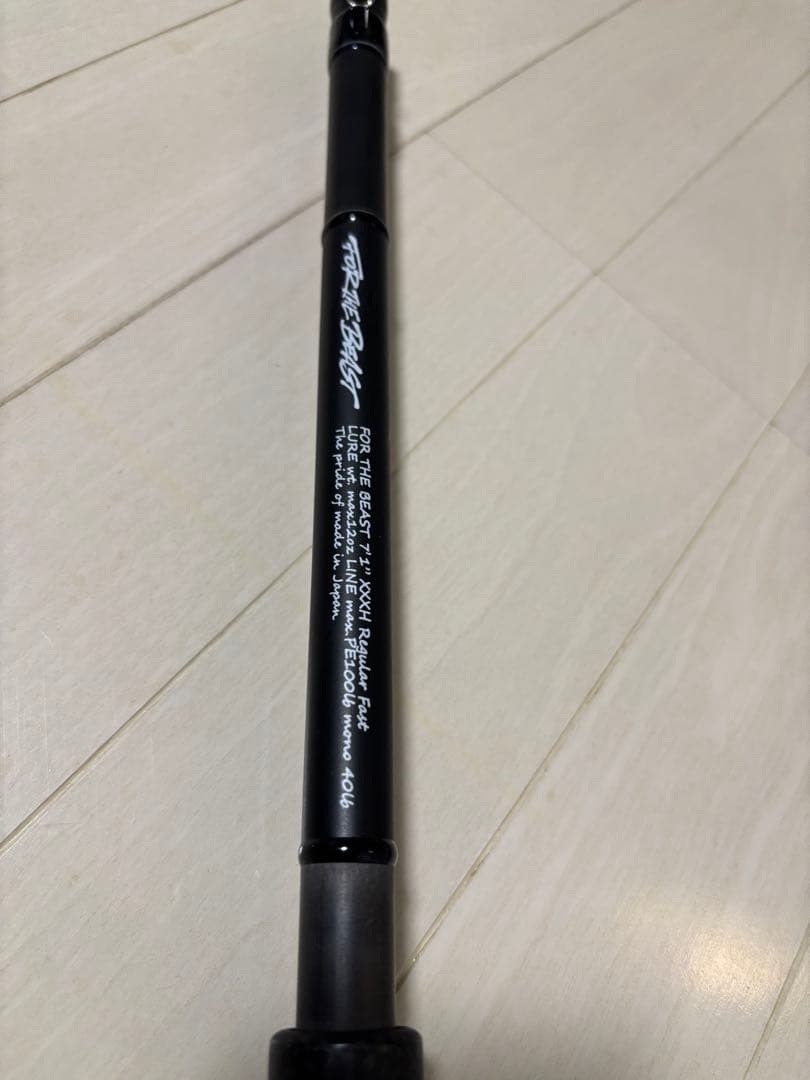 FOR THE BEAST
FOR THE BEAST 7'1" XXXH Regular Fast
LURE wt. max12oz LINE max.PE100lb mono 40lb
The pride of made in Japan